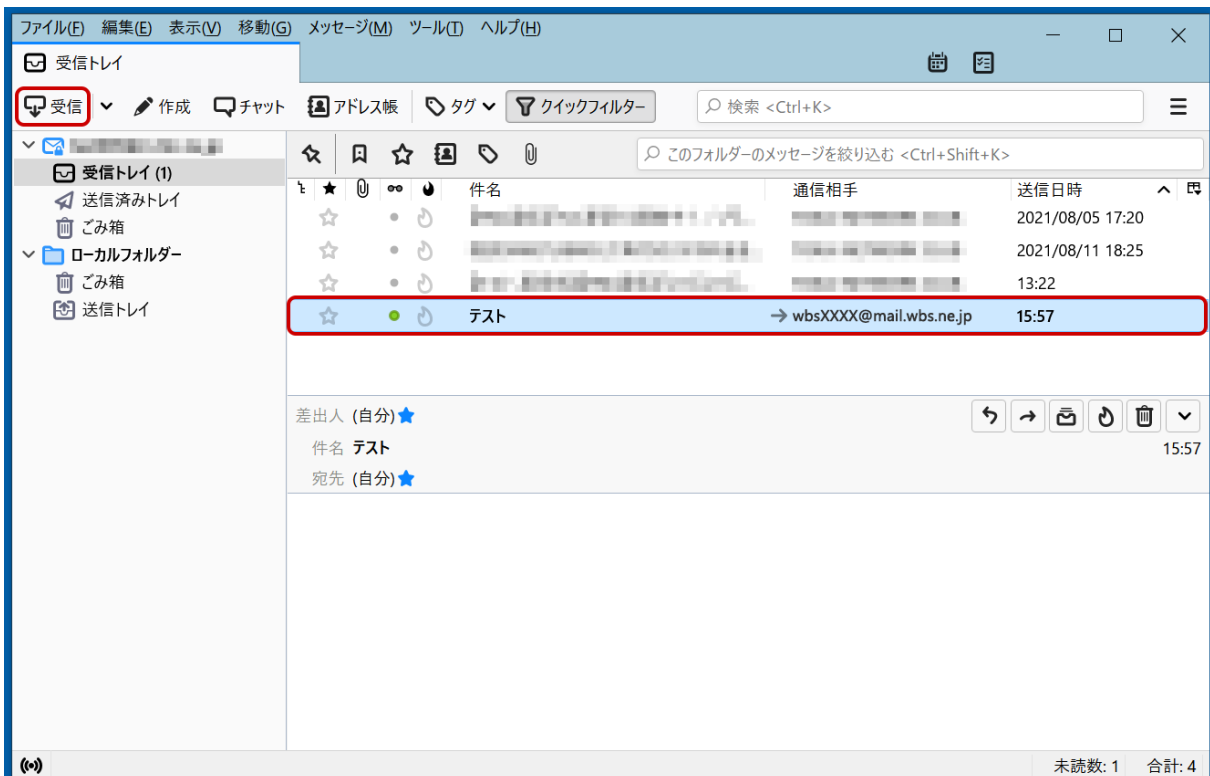 ファイル(F) 編集(E) 表示(V) 移動(G) メッセージ(M) ツール(T) ヘルプ(H)
受信トレイ
受信 作成 チャット アドレス帳 タグ クイックフィルター 検索 <Ctrl+K>
このフォルダーのメッセージを絞り込む <Ctrl+Shift+K>
受信トレイ (1)
送信済みトレイ
ごみ箱
ローカルフォルダー
ごみ箱
送信トレイ
件名 通信相手 送信日時
2021/08/05 17:20
2021/08/11 18:25
13:22
テスト wbsXXXX@mail.wbs.ne.jp 15:57
差出人 (自分)
件名 テスト 15:57
宛先 (自分)
未読数: 1 合計: 4